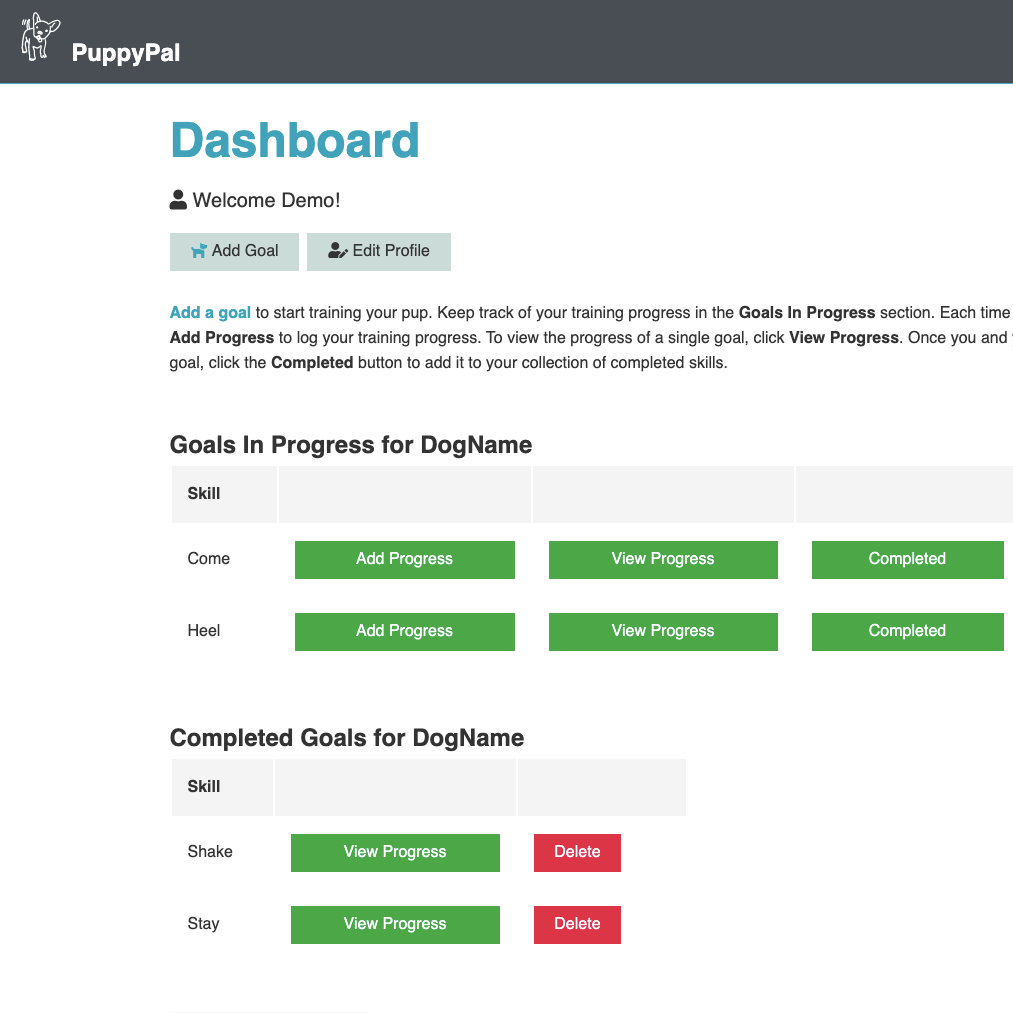 PuppyPal
Dashboard
Welcome Demo!
Add Goal Edit Profile
Add a goal to start training your pup. Keep track of your training progress in the Goals In Progress section. Each time
Add Progress to log your training progress. To view the progress of a single goal, click View Progress. Once you and
goal, click the Completed button to add it to your collection of completed skills.
Goals In Progress for DogName
Skill
Come Add Progress View Progress Completed
Heel Add Progress View Progress Completed
Completed Goals for DogName
Skill
Shake View Progress Delete
Stay View Progress Delete